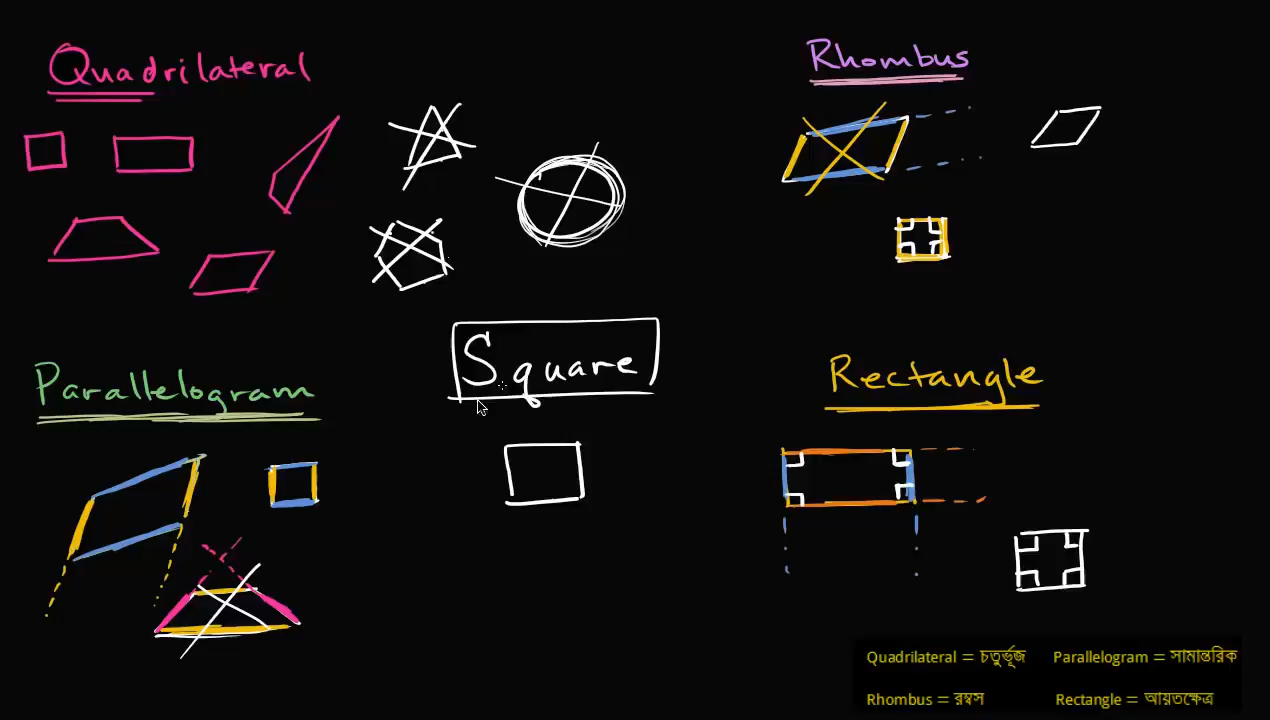 Quadrilateral
Rhombus
Parallelogram
Square
Rectangle
Quadrilateral = চতুর্ভূজ
Parallelogram = সামান্তরিক
Rhombus = রম্বস
Rectangle = আয়তক্ষেত্র